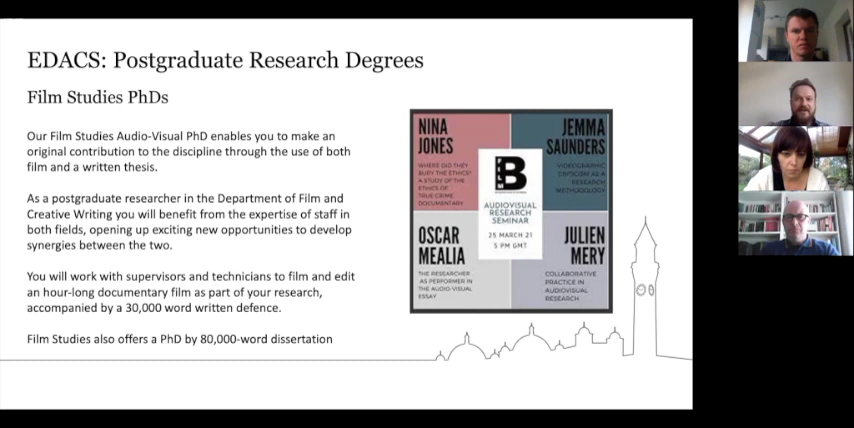 EDACS: Postgraduate Research Degrees
Film Studies PhDs
Our Film Studies Audio-Visual PhD enables you to make an
original contribution to the discipline through the use of both
film and a written thesis.
As a postgraduate researcher in the Department of Film and
Creative Writing you will benefit from the expertise of staff in
both fields, opening up exciting new opportunities to develop
synergies between the two.
You will work with supervisors and technicians to film and edit
an hour-long documentary film as part of your research,
accompanied by a 30,000 word written defence.
Film Studies also offers a PhD by 80,000-word dissertation
NINA
JONES
WHERE DID THEY
BURY THE ETHICS?
A STUDY OF THE
ETHICS OF
TRUE CRIME
DOCUMENTARY
JEMMA
SAUNDERS
VIDEOGRAPHIC
CRITICISM AS A
RESEARCH
METHODOLOGY
B
FILM
AUDIOVISUAL
RESEARCH
SEMINAR
25 MARCH 21
5 PM GMT
OSCAR
MEALIA
THE RESEARCHER
AS PERFORMER IN
THE AUDIO-VISUAL
ESSAY
JULIEN
MERY
COLLABORATIVE
PRACTICE IN
AUDIOVISUAL
RESEARCH